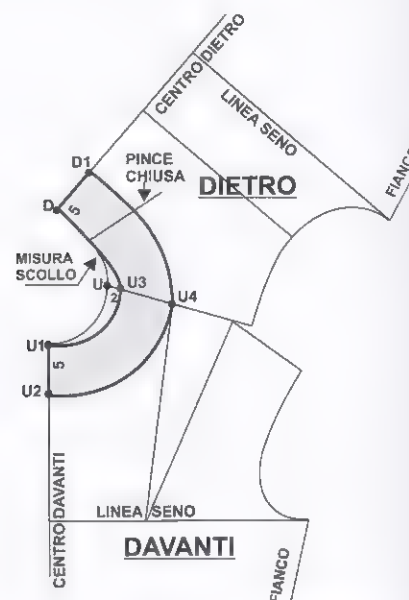 CENTRO DIETRO
LINEA SENO
FIANCO
D1
PINCE
CHIUSA
DIETRO
D
5
MISURA
SCOLLO
U
2
U3
U4
U1
5
U2
CENTRO DAVANTI
LINEA SENO
DAVANTI
FIANCO